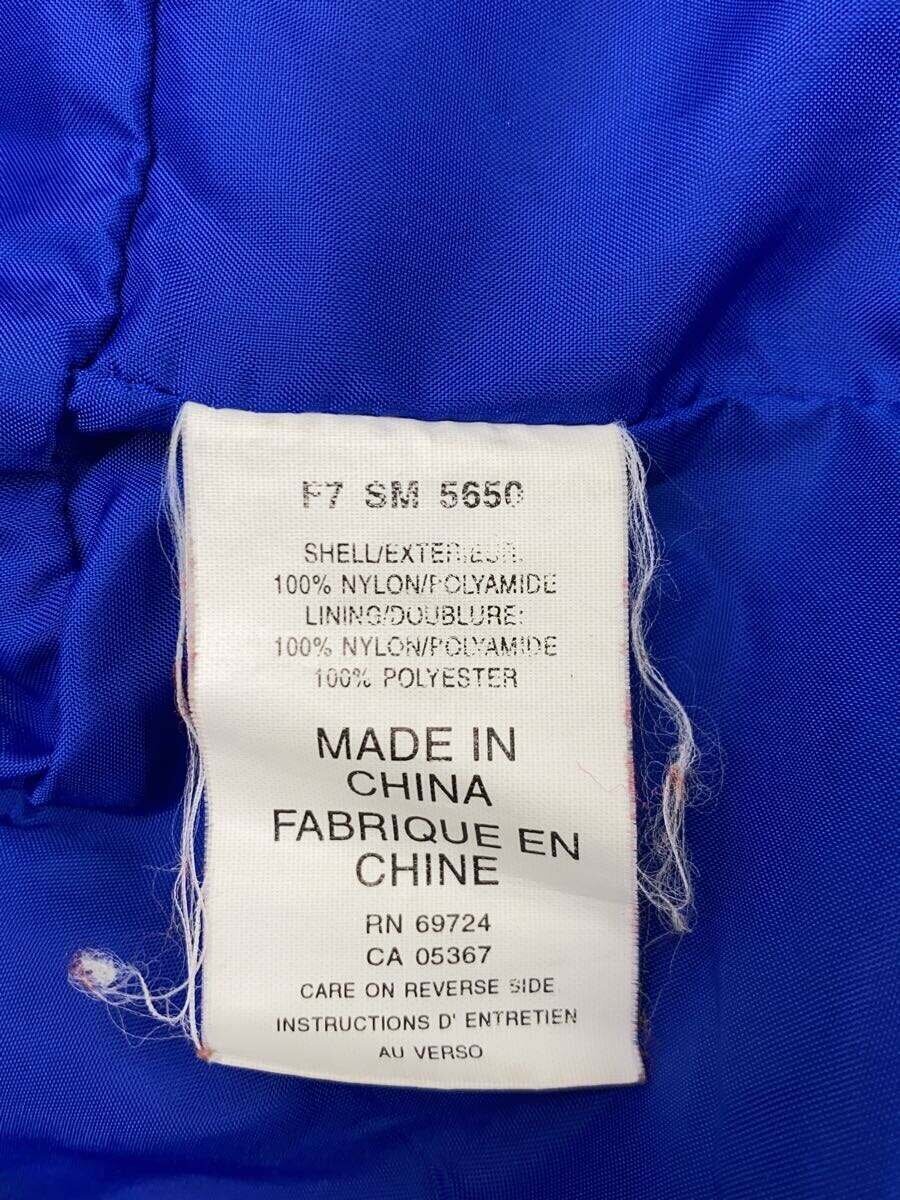 F7 SM 5650
SHELL/EXTERIEUR:
100% NYLON/POLYAMIDE
LINING/DOUBLURE:
100% NYLON/POLYAMIDE
100% POLYESTER
MADE IN
CHINA
FABRIQUE EN
CHINE
RN 69724
CA 05367
CARE ON REVERSE SIDE
INSTRUCTIONS D' ENTRETIEN
AU VERSO